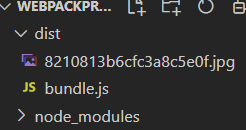 WEBPACKPR...
dist
8210813b6cfc3a8c5e0f.jpg
JS bundle.js
node_modules